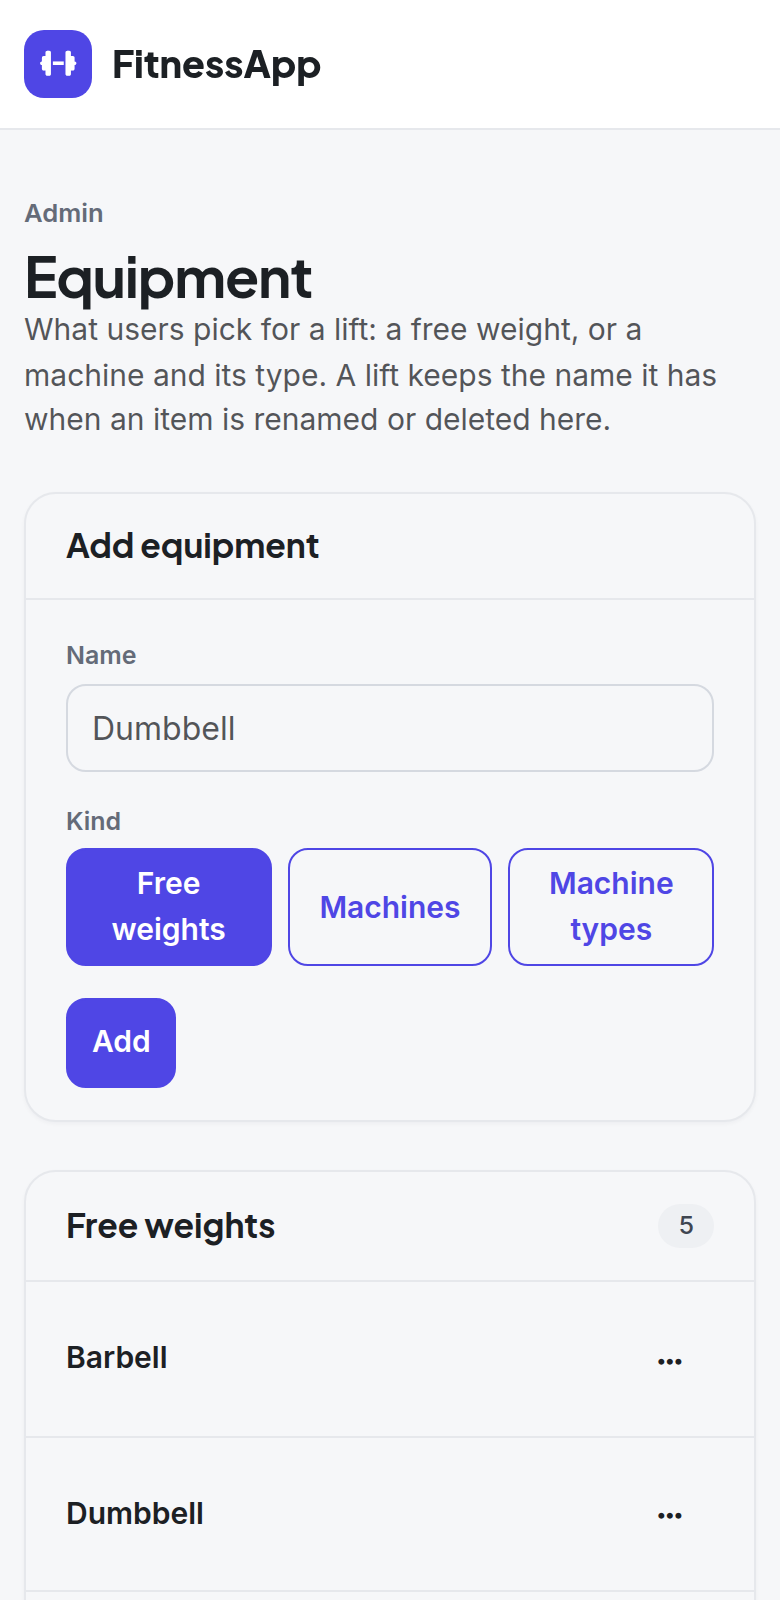 FitnessApp
Admin
Equipment
What users pick for a lift: a free weight, or a
machine and its type. A lift keeps the name it has
when an item is renamed or deleted here.
Add equipment
Name
Dumbbell
Kind
Free
weights
Machines
Machine
types
Add
Free weights
5
Barbell
Dumbbell